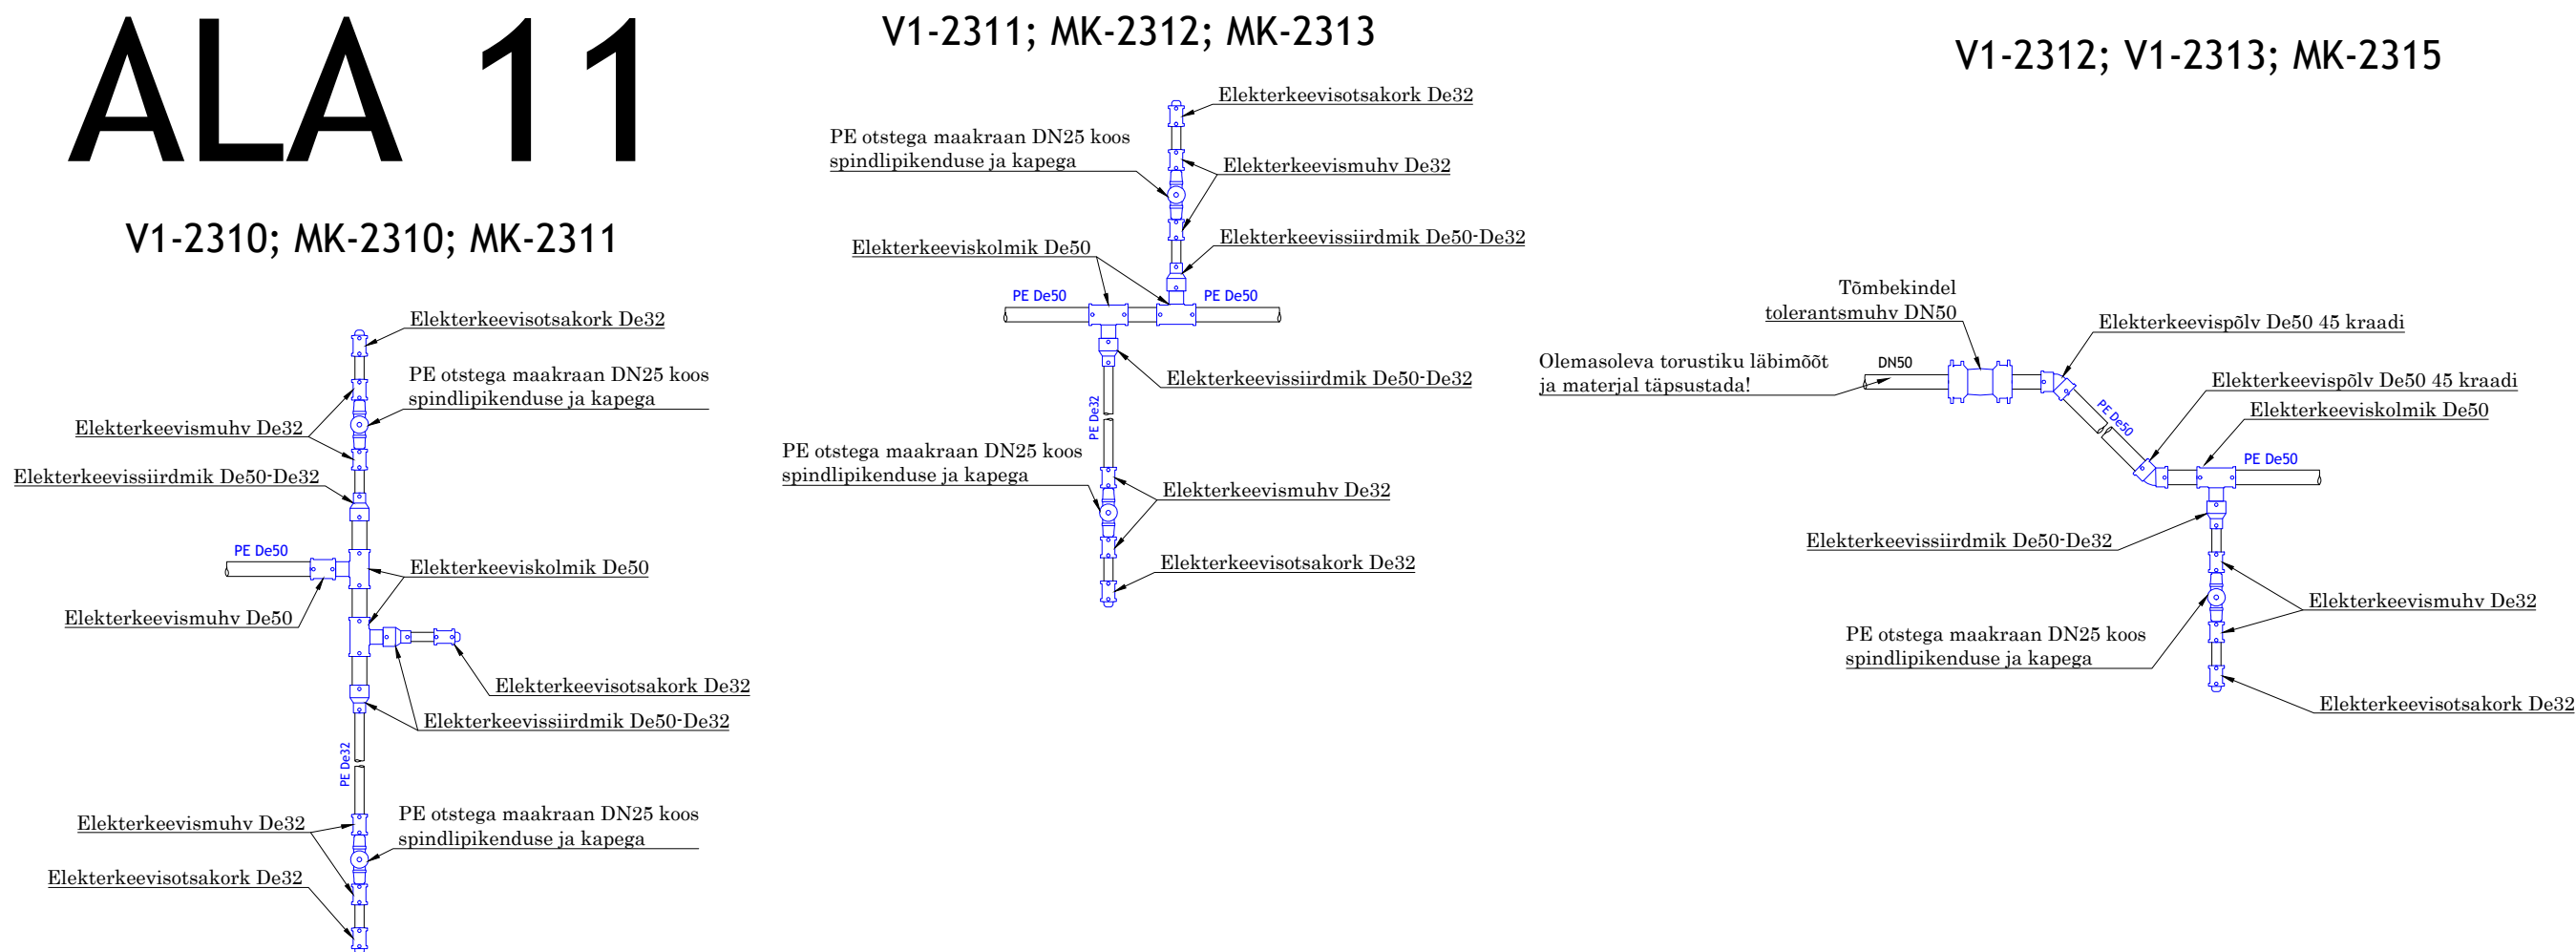 ALA 11
V1-2310; MK-2310; MK-2311
Elekterkeevisotsakork De32
PE otstega maakraan DN25 koos
spindlipikenduse ja kapega
Elekterkeevismuhv De32
Elekterkeevissiirdmik De50-De32
PE De50
Elekterkeeviskolmik De50
Elekterkeevismuhv De50
Elekterkeevisotsakork De32
Elekterkeevissiirdmik De50-De32
PE De32
PE otstega maakraan DN25 koos
spindlipikenduse ja kapega
Elekterkeevismuhv De32
Elekterkeevisotsakork De32
V1-2311; MK-2312; MK-2313
Elekterkeevisotsakork De32
PE otstega maakraan DN25 koos
spindlipikenduse ja kapega
Elekterkeevismuhv De32
Elekterkeeviskolmik De50
Elekterkeevissiirdmik De50-De32
PE De50
PE De50
Elekterkeevissiirdmik De50-De32
PE De32
PE otstega maakraan DN25 koos
spindlipikenduse ja kapega
Elekterkeevismuhv De32
Elekterkeevisotsakork De32
V1-2312; V1-2313; MK-2315
Tõmbekindel
tolerantsmuhv DN50
Elekterkeevispõlv De50 45 kraadi
Olemasoleva torustiku läbimõõt
ja materjal täpsustada!
DN50
Elekterkeevispõlv De50 45 kraadi
Elekterkeeviskolmik De50
PE De50
PE De50
Elekterkeevissiirdmik De50-De32
Elekterkeevismuhv De32
PE otstega maakraan DN25 koos
spindlipikenduse ja kapega
Elekterkeevisotsakork De32